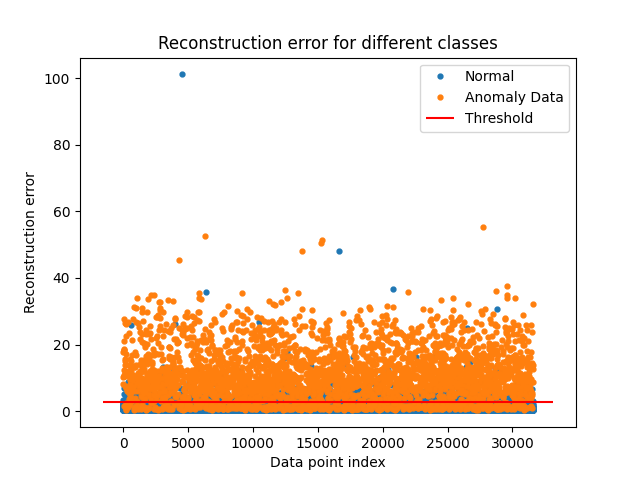 Reconstruction error for different classes
Normal
Anomaly Data
Threshold
Reconstruction error
100
80
60
40
20
0
0 5000 10000 15000 20000 25000 30000
Data point index